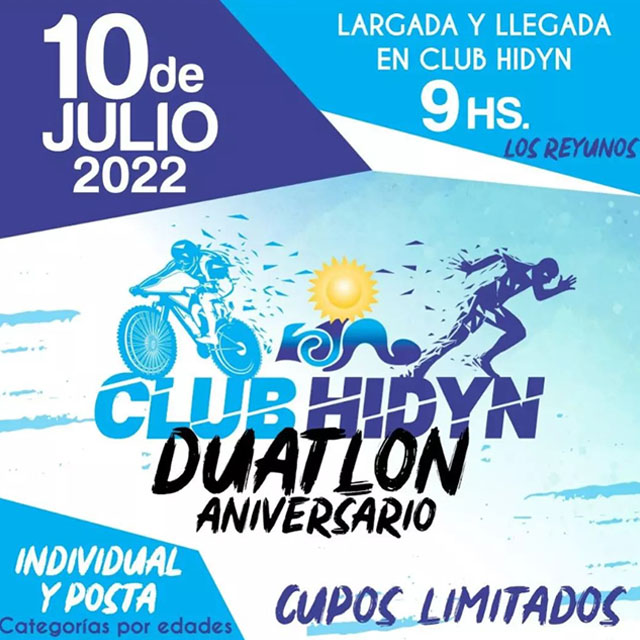 10 de
JULIO
2022
LARGADA Y LLEGADA
EN CLUB HIDYN
9 HS.
LOS REYUNOS
CLUB HIDYN
DUATLON
ANIVERSARIO
INDIVIDUAL
Y POSTA
Categorías por edades
CUPOS LIMITADOS